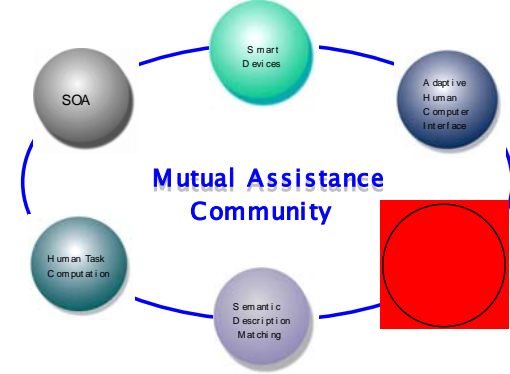 Smart
Devices
SOA
Adaptive
Human
Computer
Interface
Mutual Assistance
Community
Human Task
Computation
Semantic
Description
Matching